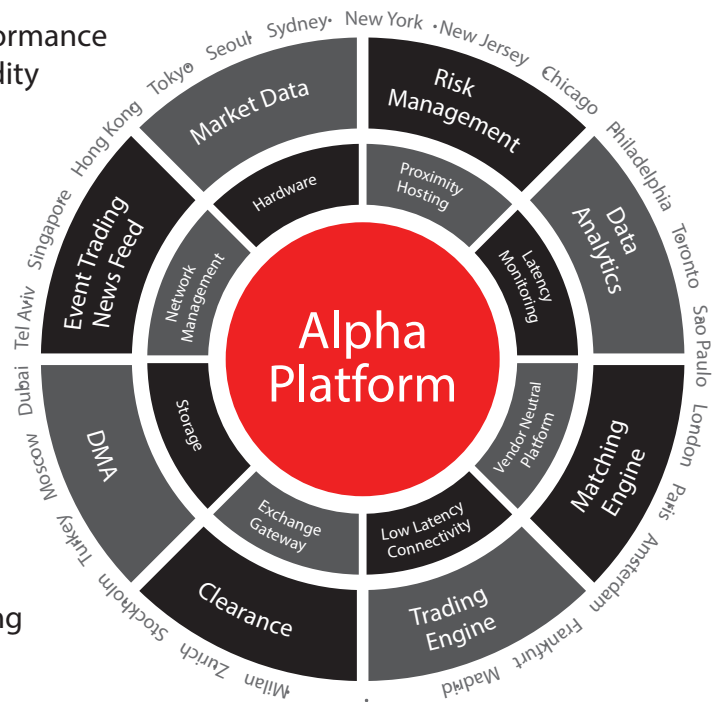 ormance
dity
ng
New York
New Jersey
Chicago
Philadelphia
Toronto
Sao Paulo
London
Paris
Amsterdam
Frankfurt
Madrid
Milan
Zurich
Stockholm
Turkey
Moscow
Dubai
Tel Aviv
Singapore
Hong Kong
Tokyo
Seoul
Sydney
Risk
Management
Data
Analytics
Matching
Engine
Trading
Engine
Clearance
DMA
Event Trading
News Feed
Market Data
Proximity
Hosting
Latency
Monitoring
Vendor Neutral
Platform
Low Latency
Connectivity
Exchange
Gateway
Storage
Network
Management
Hardware
Alpha
Platform